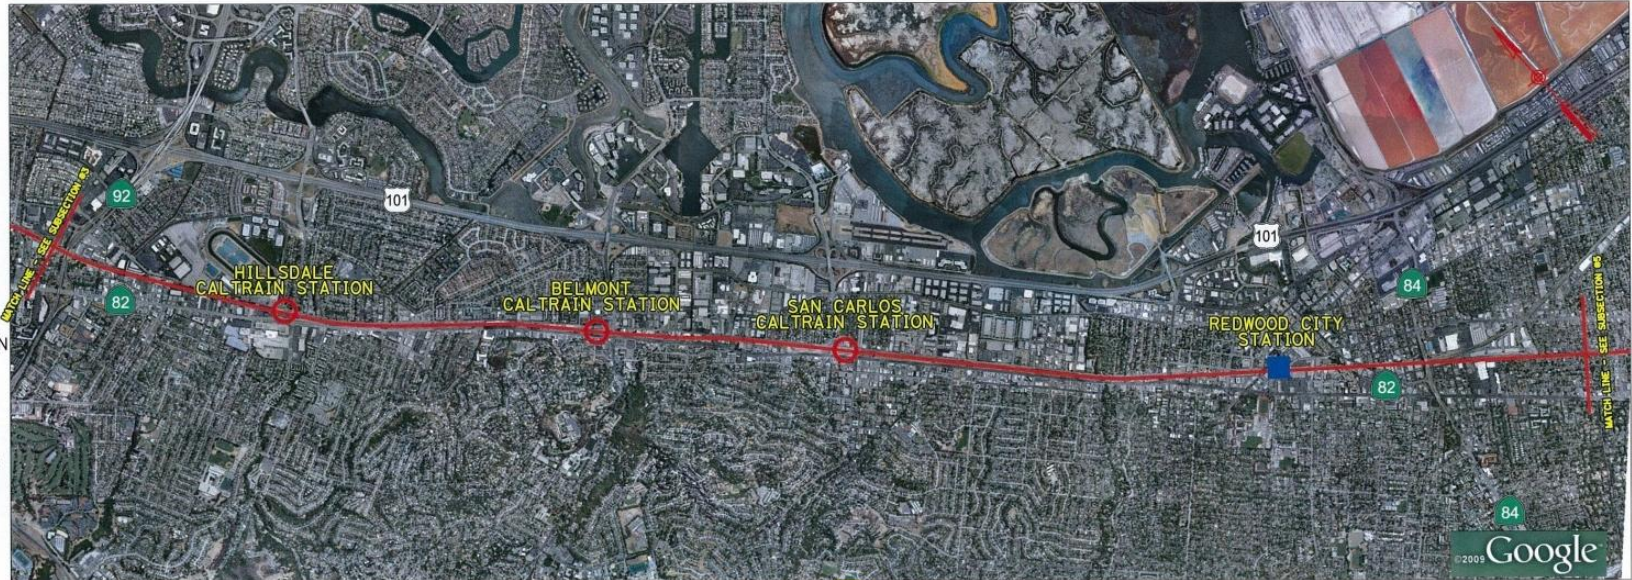 MATCH LINE - SEE SUBSECTION #3
92
101
82
HILLSDALE
CALTRAIN STATION
BELMONT
CALTRAIN STATION
SAN CARLOS
CALTRAIN STATION
REDWOOD CITY
STATION
101
84
82
MATCH LINE - SEE SUBSECTION #5
84
©2009 Google
N